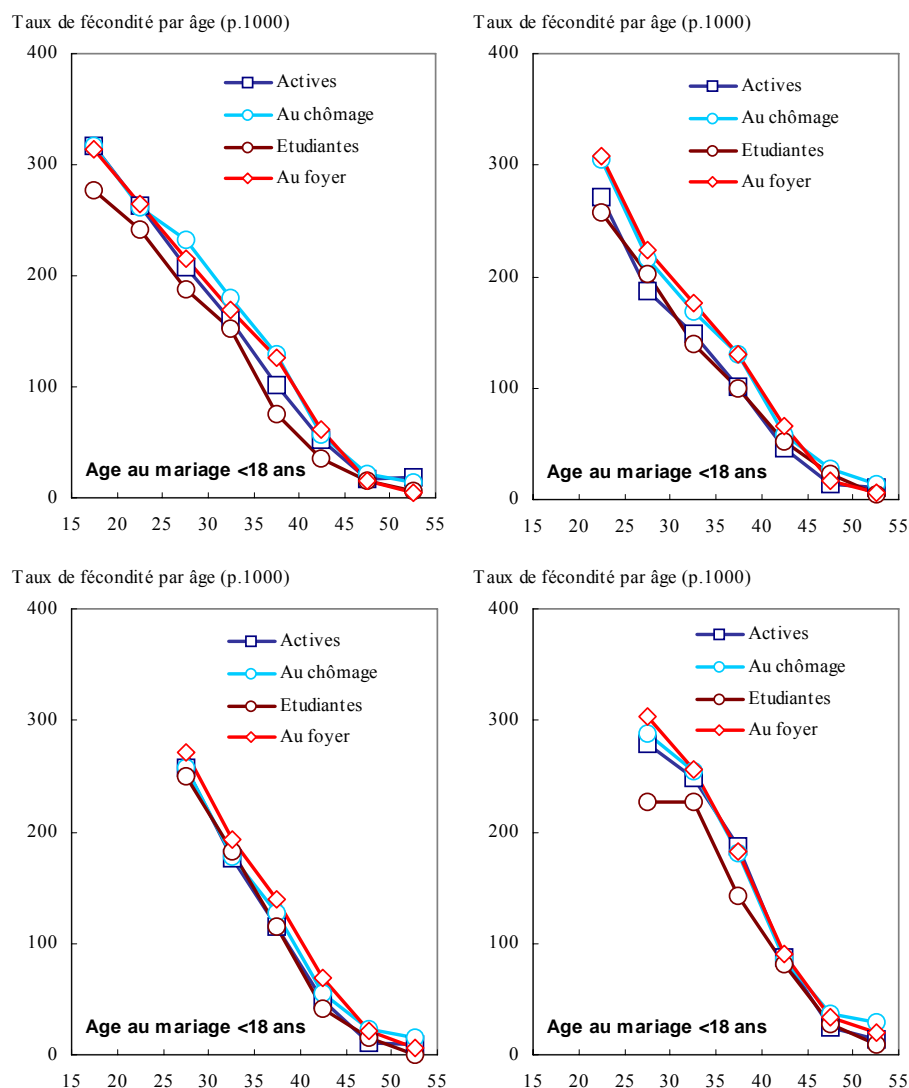 Taux de fécondité par âge (p.1000)
400
300
200
100
0
Actives
Au chômage
Etudiantes
Au foyer
Age au mariage <18 ans
15 20 25 30 35 40 45 50 55
Taux de fécondité par âge (p.1000)
400
300
200
100
0
Actives
Au chômage
Etudiantes
Au foyer
Age au mariage <18 ans
15 20 25 30 35 40 45 50 55
Taux de fécondité par âge (p.1000)
400
300
200
100
0
Actives
Au chômage
Etudiantes
Au foyer
Age au mariage <18 ans
15 20 25 30 35 40 45 50 55
Taux de fécondité par âge (p.1000)
400
300
200
100
0
Actives
Au chômage
Etudiantes
Au foyer
Age au mariage <18 ans
15 20 25 30 35 40 45 50 55